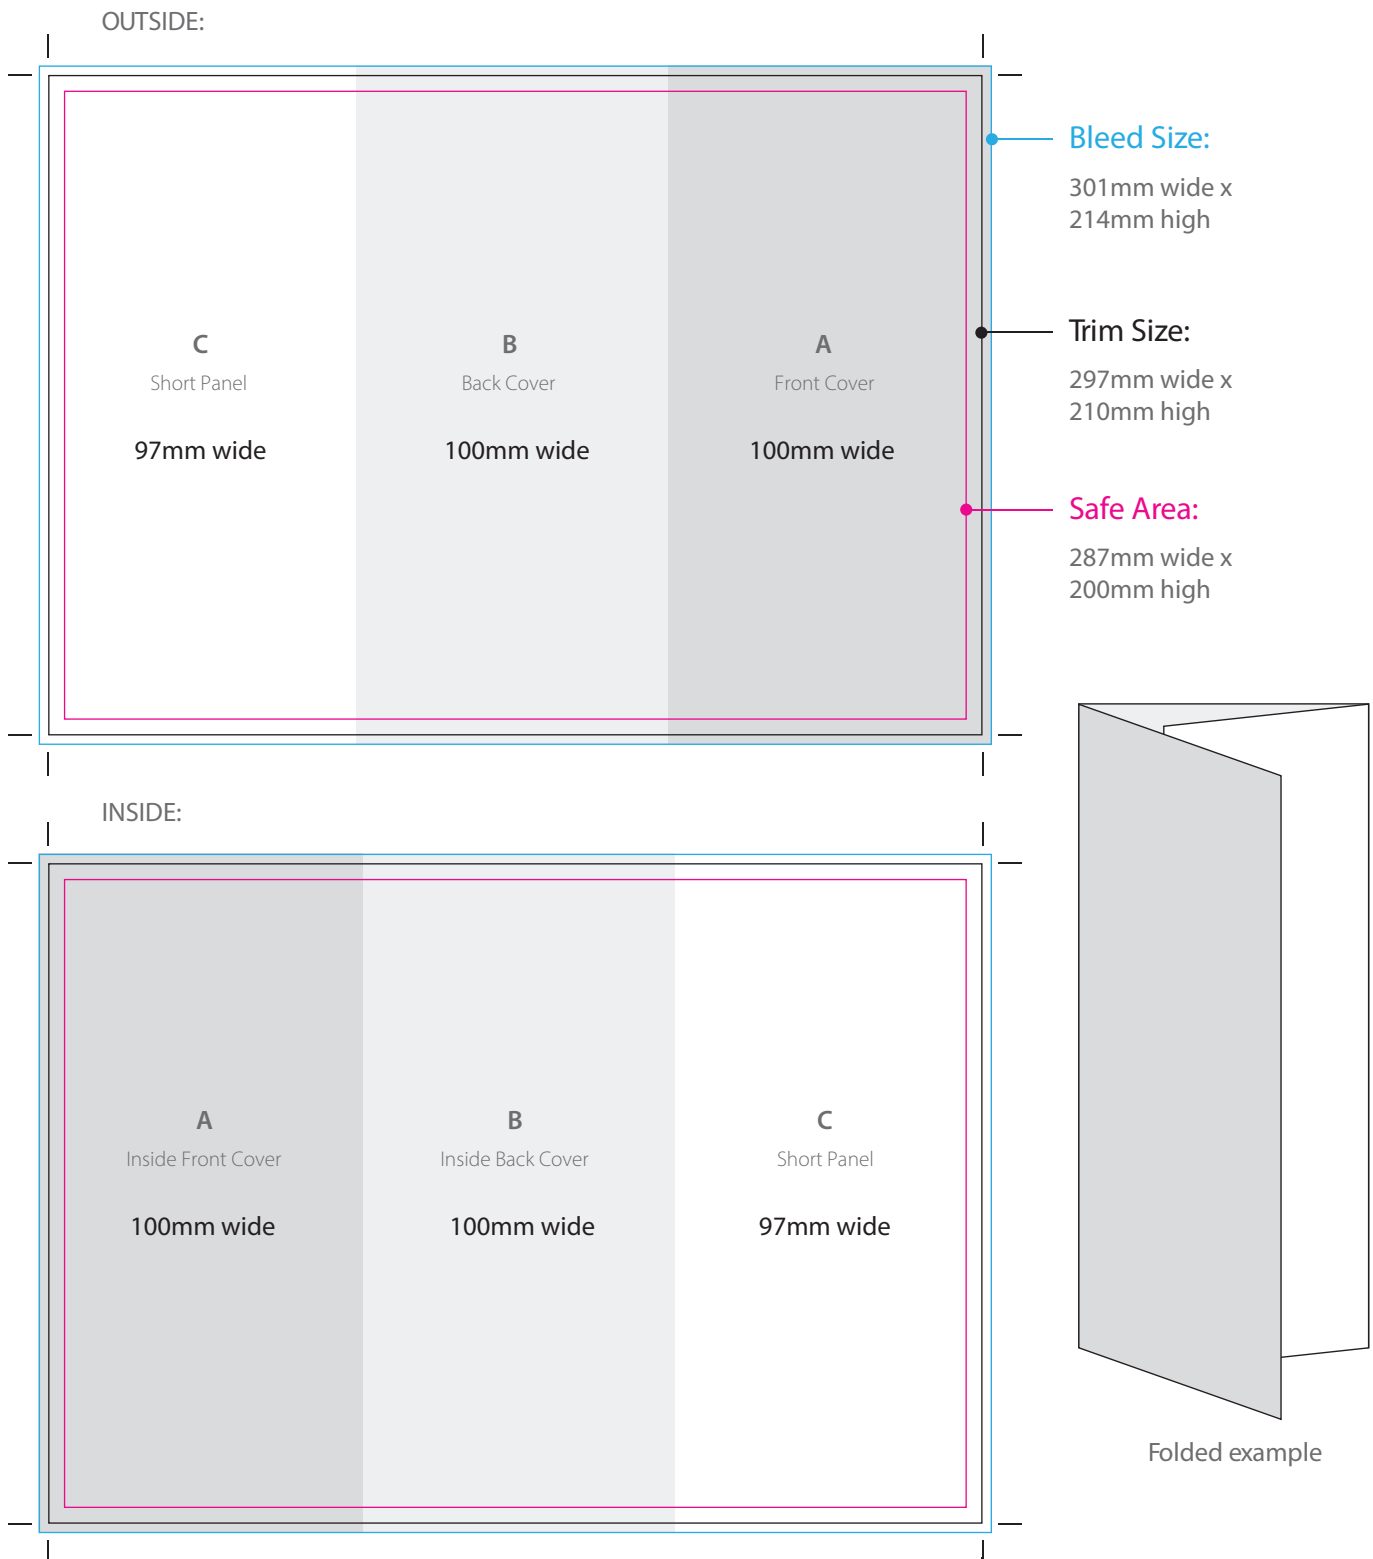 OUTSIDE:
C
Short Panel
97mm wide
B
Back Cover
100mm wide
A
Front Cover
100mm wide
Bleed Size:
301mm wide x
214mm high
Trim Size:
297mm wide x
210mm high
Safe Area:
287mm wide x
200mm high
INSIDE:
A
Inside Front Cover
100mm wide
B
Inside Back Cover
100mm wide
C
Short Panel
97mm wide
Folded example